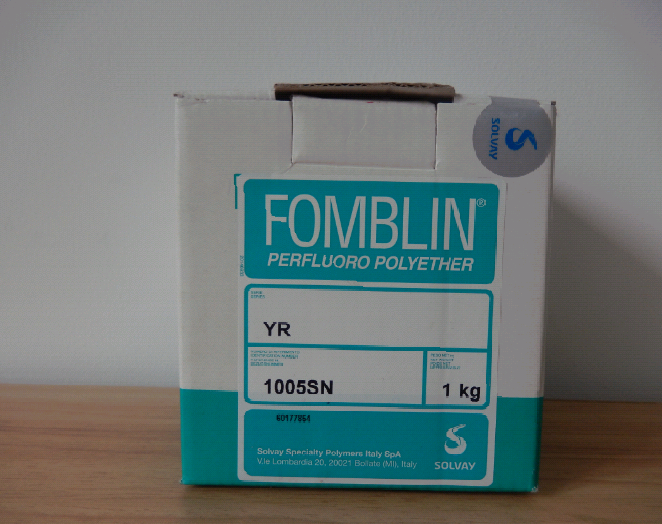 SOLVAY
FOMBLIN®
PERFLUORO POLYETHER
YR
1005SN
1 kg
Solvay Specialty Polymers Italy SpA
V.le Lombardia 20, 20021 Bollate (MI), Italy
SOLVAY